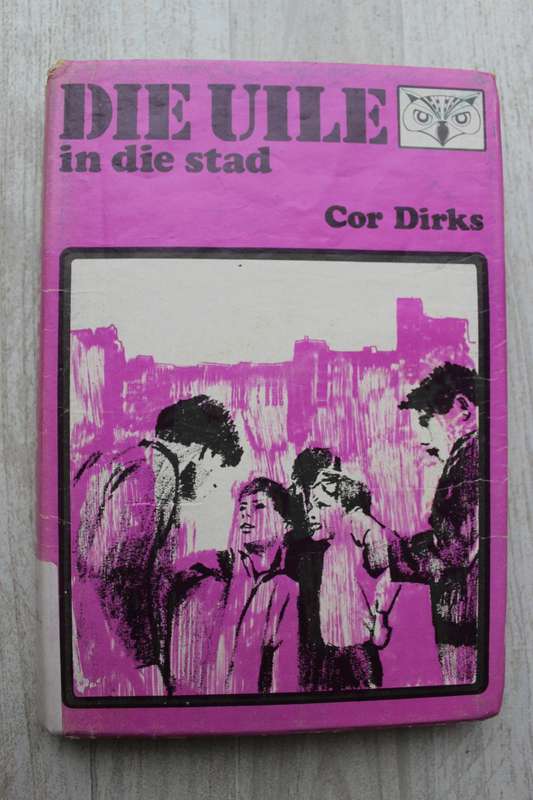 DIE UILE
in die stad
Cor Dirks